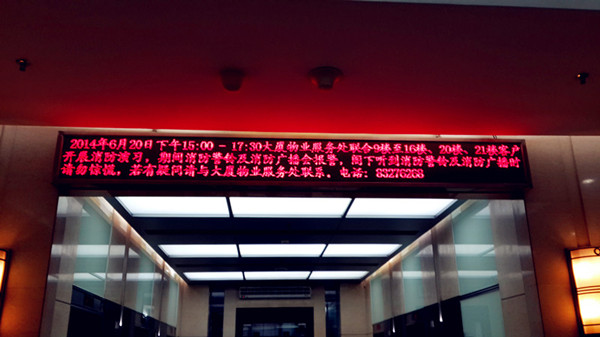 2014年6月20日下午15:00 - 17:30大厦物业服务处联合9楼至16楼、20楼、21楼客户
开展消防演习，期间消防警铃及消防广播会报警，阁下听到消防警铃及消防广播时
请勿惊慌，若有疑问请与大厦物业服务处联系，电话：83276268